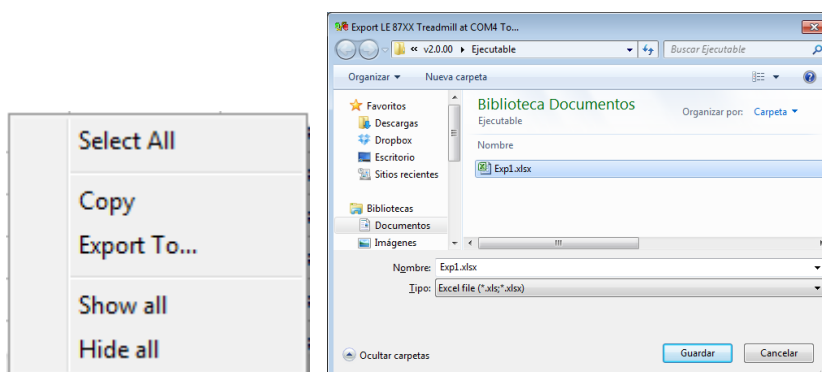 Select All
Copy
Export To...
Show all
Hide all
Export LE 87XX Treadmill at COM4 To...
« v2.0.00 Ejecutable
Buscar Ejecutable
Organizar Nueva carpeta
Favoritos
Descargas
Dropbox
Escritorio
Sitios recientes
Bibliotecas
Documentos
Imágenes
Biblioteca Documentos
Ejecutable
Organizar por: Carpeta
Nombre
Exp1.xlsx
Nombre: Exp1.xlsx
Tipo: Excel file (*.xls;*.xlsx)
Ocultar carpetas
Guardar Cancelar